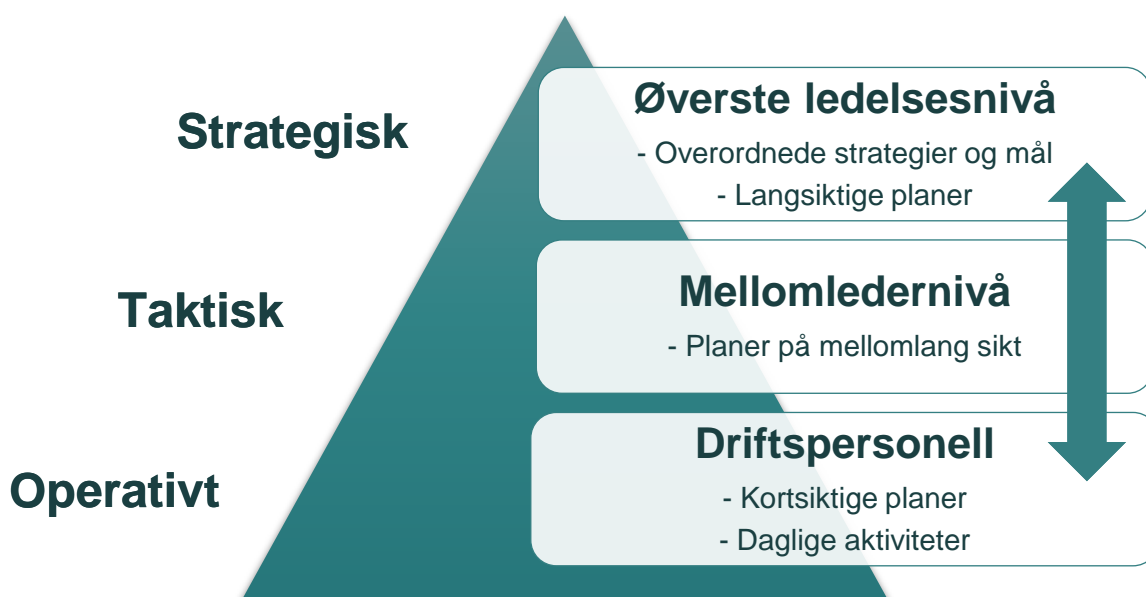 Strategisk
Øverste ledelsesnivå
- Overordnede strategier og mål
- Langsiktige planer
Taktisk
Mellomledernivå
- Planer på mellomlang sikt
Operativt
Driftspersonell
- Kortsiktige planer
- Daglige aktiviteter